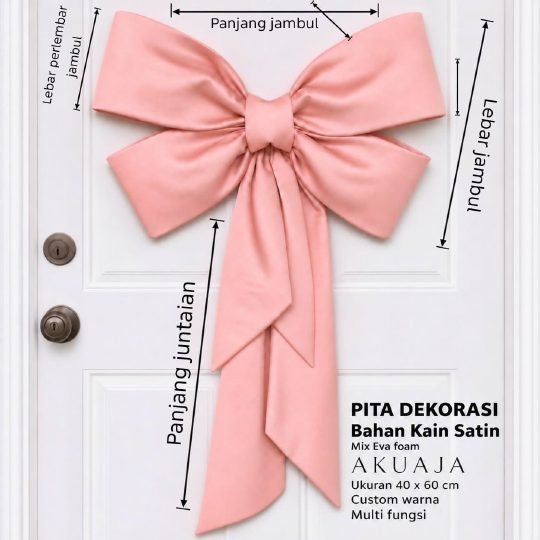 Panjang jambul
Lebar perlembar
jambul
Lebar jambul
Panjang juntaian
PITA DEKORASI
Bahan Kain Satin
Mix Eva foam
AKUAJA
Ukuran 40 x 60 cm
Custom warna
Multi fungsi